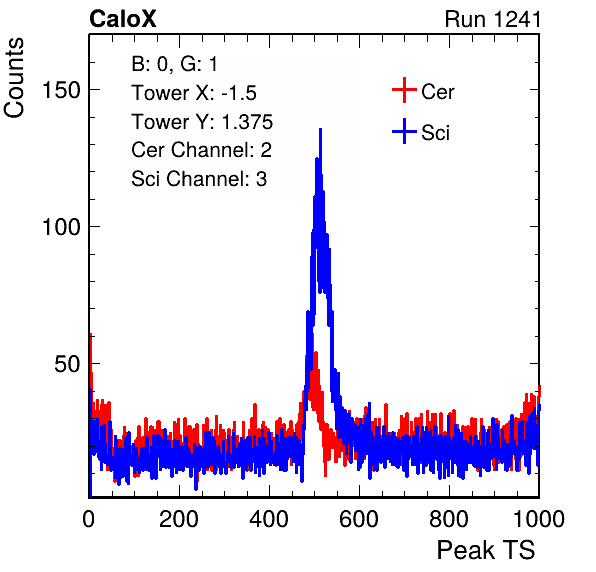 CaloX Run 1241
Counts
B: 0, G: 1
Tower X: -1.5
Tower Y: 1.375
Cer Channel: 2
Sci Channel: 3
Cer
Sci
150
100
50
0 200 400 600 800 1000
Peak TS